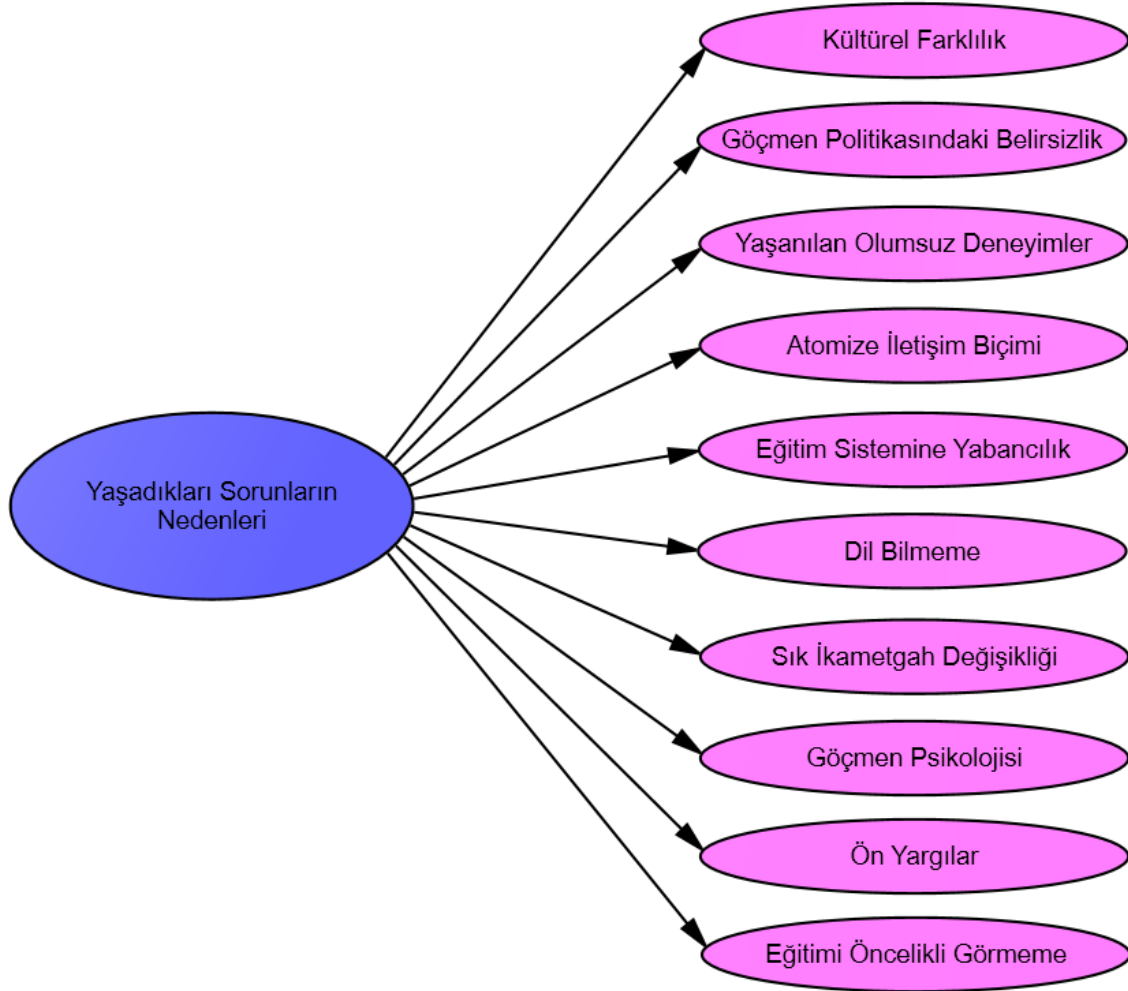 Kültürel Farklılık
Göçmen Politikasındaki Belirsizlik
Yaşanılan Olumsuz Deneyimler
Atomize İletişim Biçimi
Eğitim Sistemine Yabancılık
Yaşadıkları Sorunların
Nedenleri
Dil Bilmeme
Sık İkametgah Değişikliği
Göçmen Psikolojisi
Ön Yargılar
Eğitimi Öncelikli Görmeme